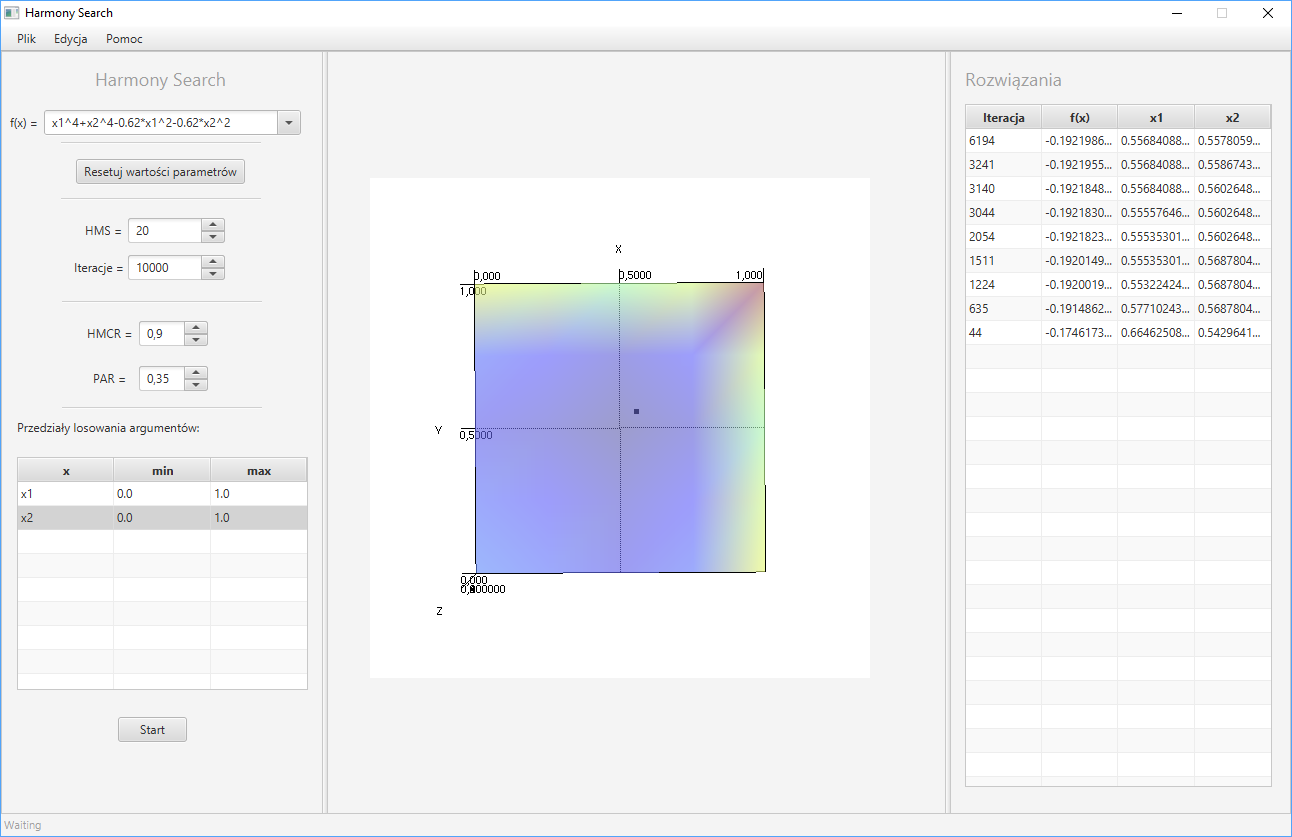 Harmony Search
Plik Edycja Pomoc
Harmony Search
f(x) = x1^4+x2^4-0.62*x1^2-0.62*x2^2
Resetuj wartości parametrów
HMS = 20
Iteracje = 10000
HMCR = 0,9
PAR = 0,35
Przedziały losowania argumentów:
x min max
x1 0.0 1.0
x2 0.0 1.0
Start
X
0,000 0,5000 1,000
1,000
Y
0,5000
0,000
Z
Rozwiązania
Iteracja f(x) x1 x2
6194 -0.1921986... 0.55684088... 0.5578059...
3241 -0.1921955... 0.55684088... 0.5586743...
3140 -0.1921848... 0.55684088... 0.5602648...
3044 -0.1921830... 0.55557646... 0.5602648...
2054 -0.1921823... 0.55535301... 0.5602648...
1511 -0.1920149... 0.55535301... 0.5687804...
1224 -0.1920019... 0.55322424... 0.5687804...
635 -0.1914862... 0.57710243... 0.5687804...
44 -0.1746173... 0.66462508... 0.5429641...
Waiting